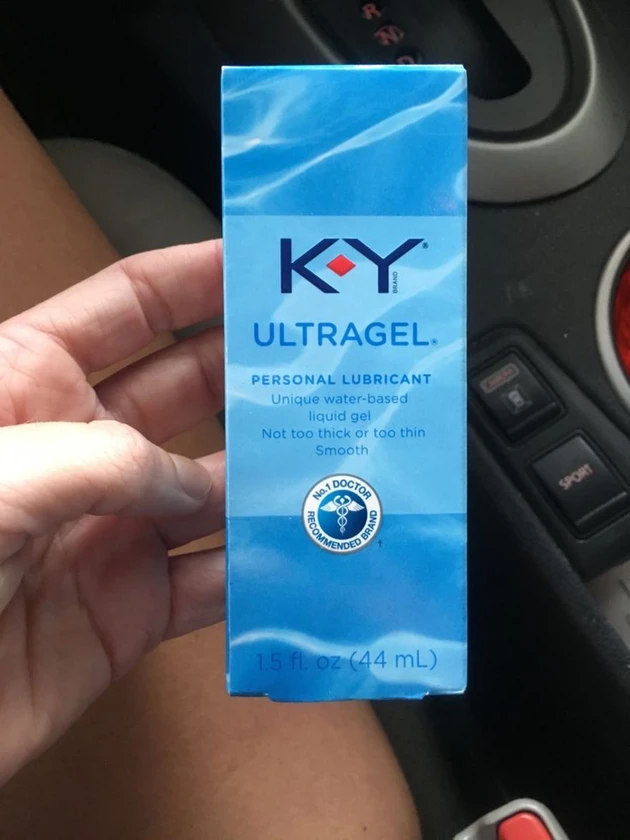 R
N
D
K-Y®
BRAND
ULTRAGEL®
PERSONAL LUBRICANT
Unique water-based
liquid gel
Not too thick or too thin
Smooth
No.1 DOCTOR
RECOMMENDED BRAND
†
1.5 fl. oz (44 mL)
SPORT